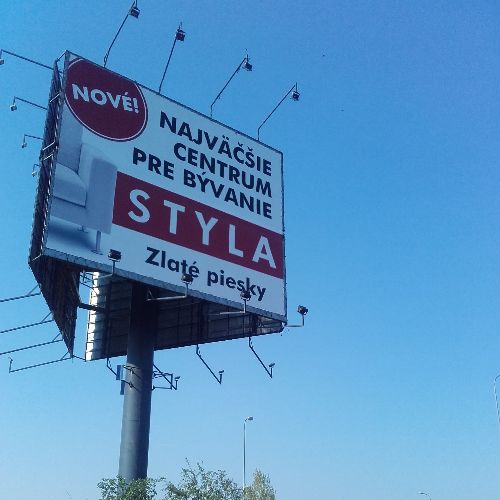 NOVÉ!
NAJVÄČŠIE
CENTRUM
PRE BÝVANIE
STYLA
Zlaté piesky